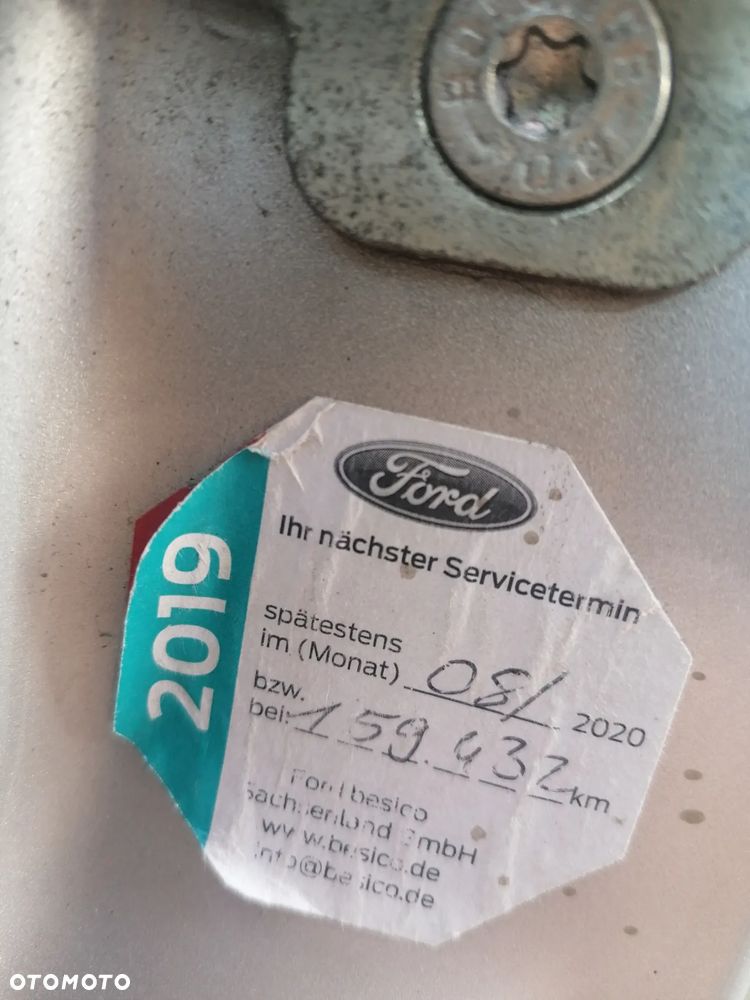 Ford
Ihr nächster Servicetermin
2019
spätestens
im (Monat) 08/ 2020
bzw.
bei: 159.432 km
Ford besico
Sachsenland GmbH
www.besico.de
info@besico.de
OTOMOTO